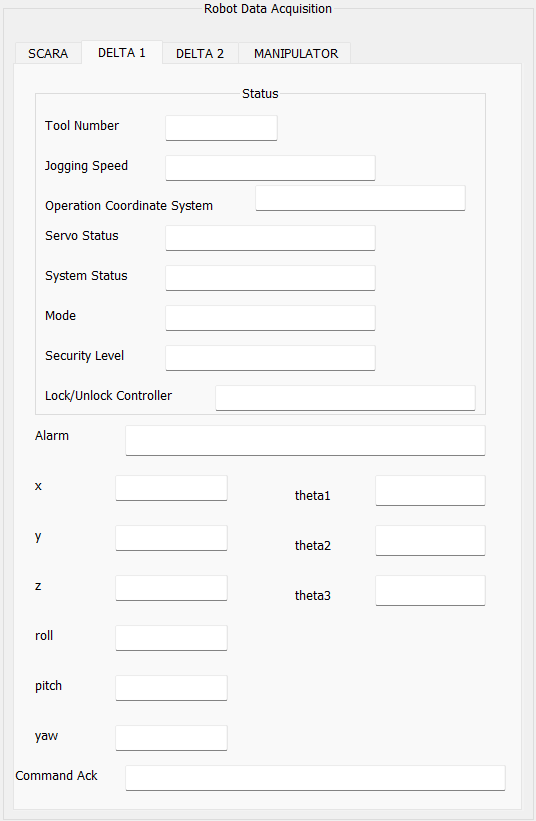 Robot Data Acquisition
SCARA DELTA 1 DELTA 2 MANIPULATOR
Status
Tool Number
Jogging Speed
Operation Coordinate System
Servo Status
System Status
Mode
Security Level
Lock/Unlock Controller
Alarm
x theta1
y theta2
z theta3
roll
pitch
yaw
Command Ack